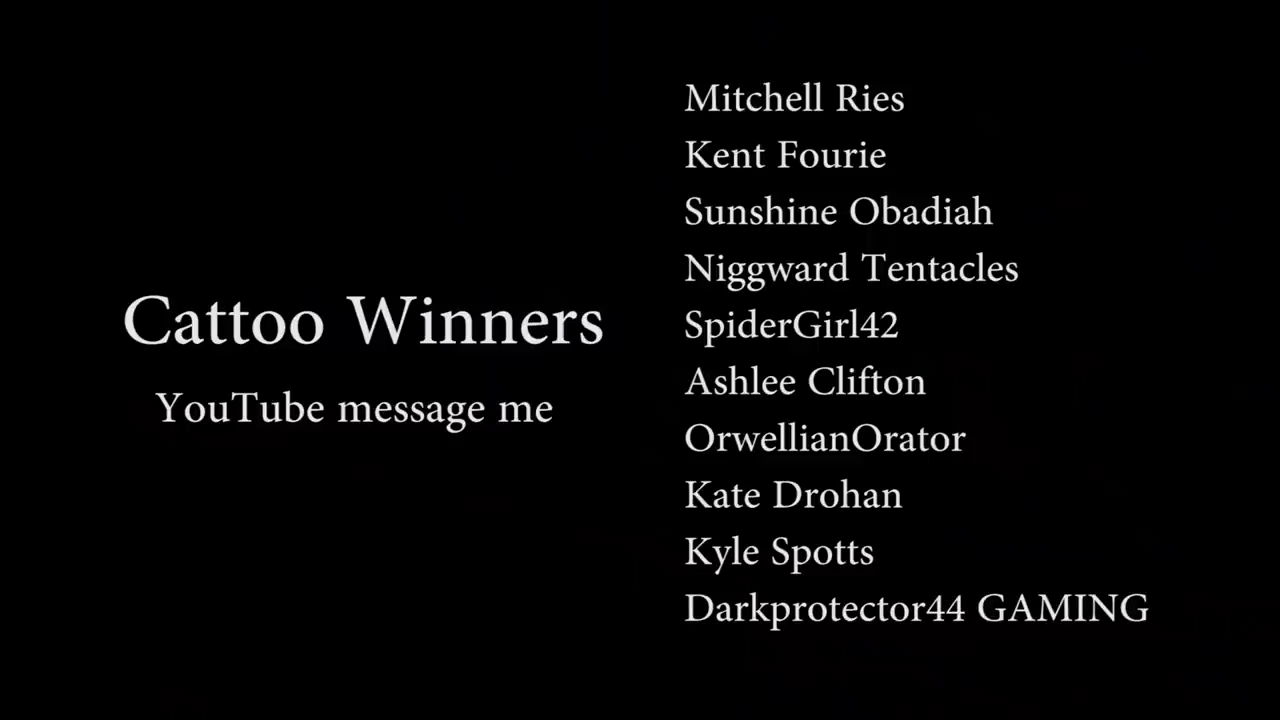 Cattoo Winners
YouTube message me
Mitchell Ries
Kent Fourie
Sunshine Obadiah
Niggward Tentacles
SpiderGirl42
Ashlee Clifton
OrwellianOrator
Kate Drohan
Kyle Spotts
Darkprotector44 GAMING